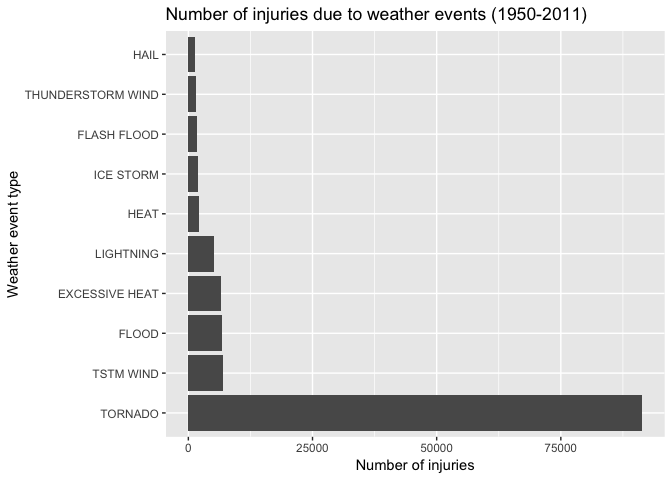 Number of injuries due to weather events (1950-2011)
Weather event type
HAIL
THUNDERSTORM WIND
FLASH FLOOD
ICE STORM
HEAT
LIGHTNING
EXCESSIVE HEAT
FLOOD
TSTM WIND
TORNADO
0 25000 50000 75000
Number of injuries